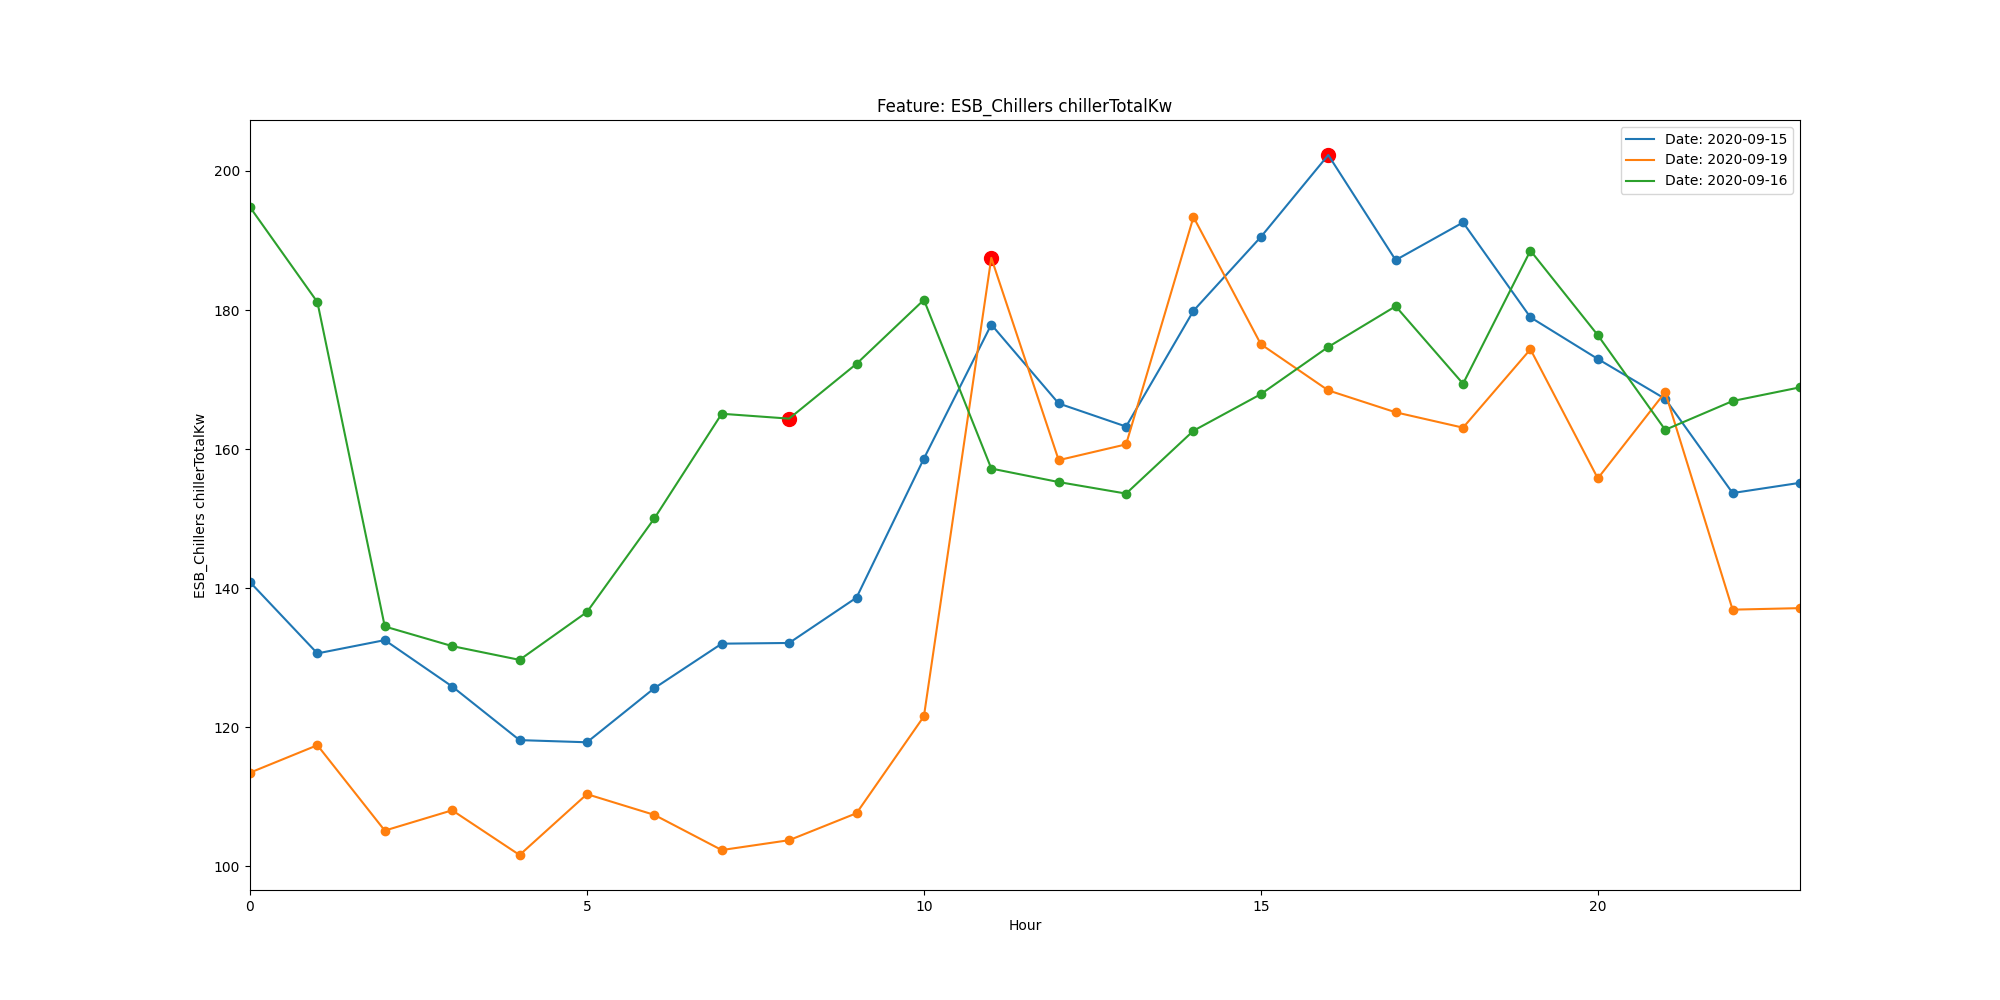 Feature: ESB_Chillers chillerTotalKw
Date: 2020-09-15
Date: 2020-09-19
Date: 2020-09-16
ESB_Chillers chillerTotalKw
200
180
160
140
120
100
0 5 10 15 20
Hour